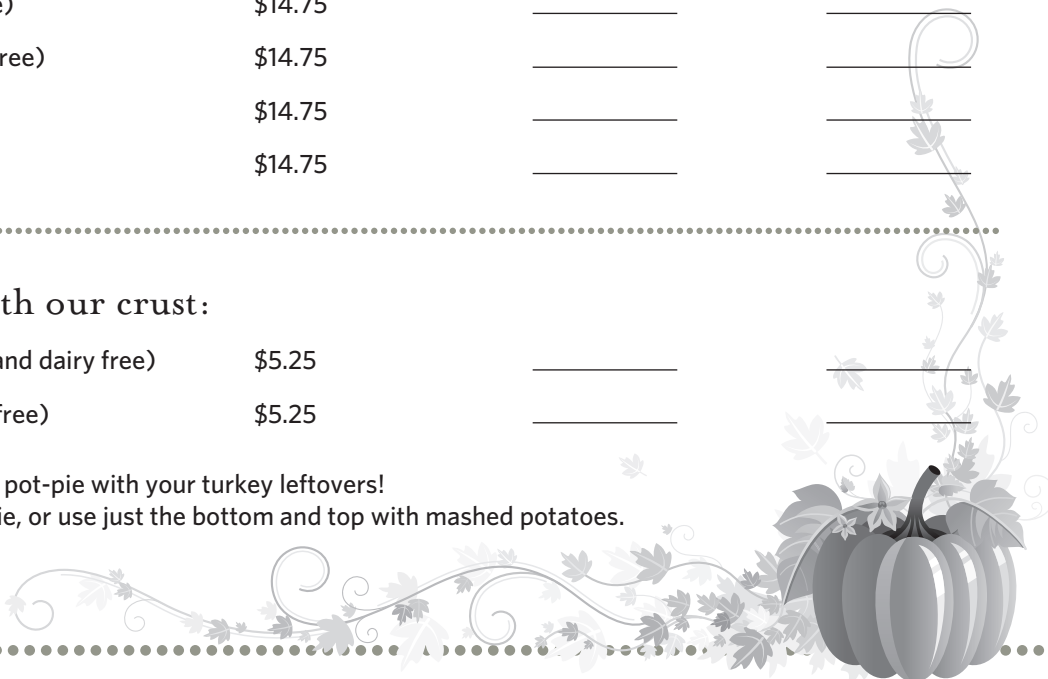 e) $14.75
ree) $14.75
$14.75
$14.75
th our crust:
and dairy free) $5.25
free) $5.25
pot-pie with your turkey leftovers!
ie, or use just the bottom and top with mashed potatoes.